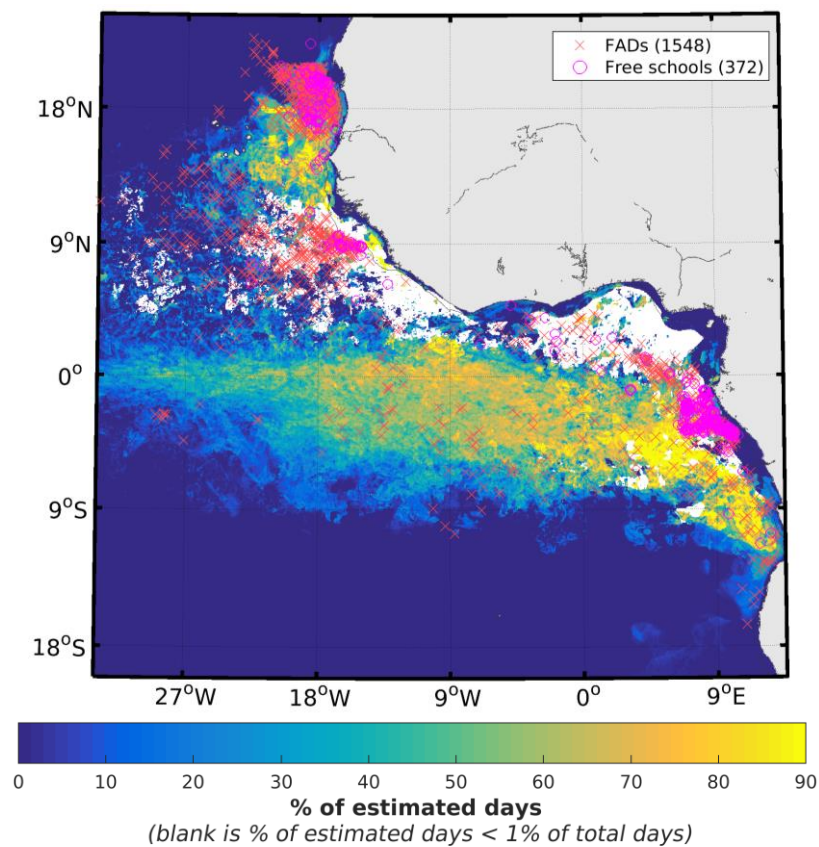 FADs (1548)
Free schools (372)
18°N
9°N
0°
9°S
18°S
27°W 18°W 9°W 0° 9°E
0 10 20 30 40 50 60 70 80 90
% of estimated days
(blank is % of estimated days < 1% of total days)